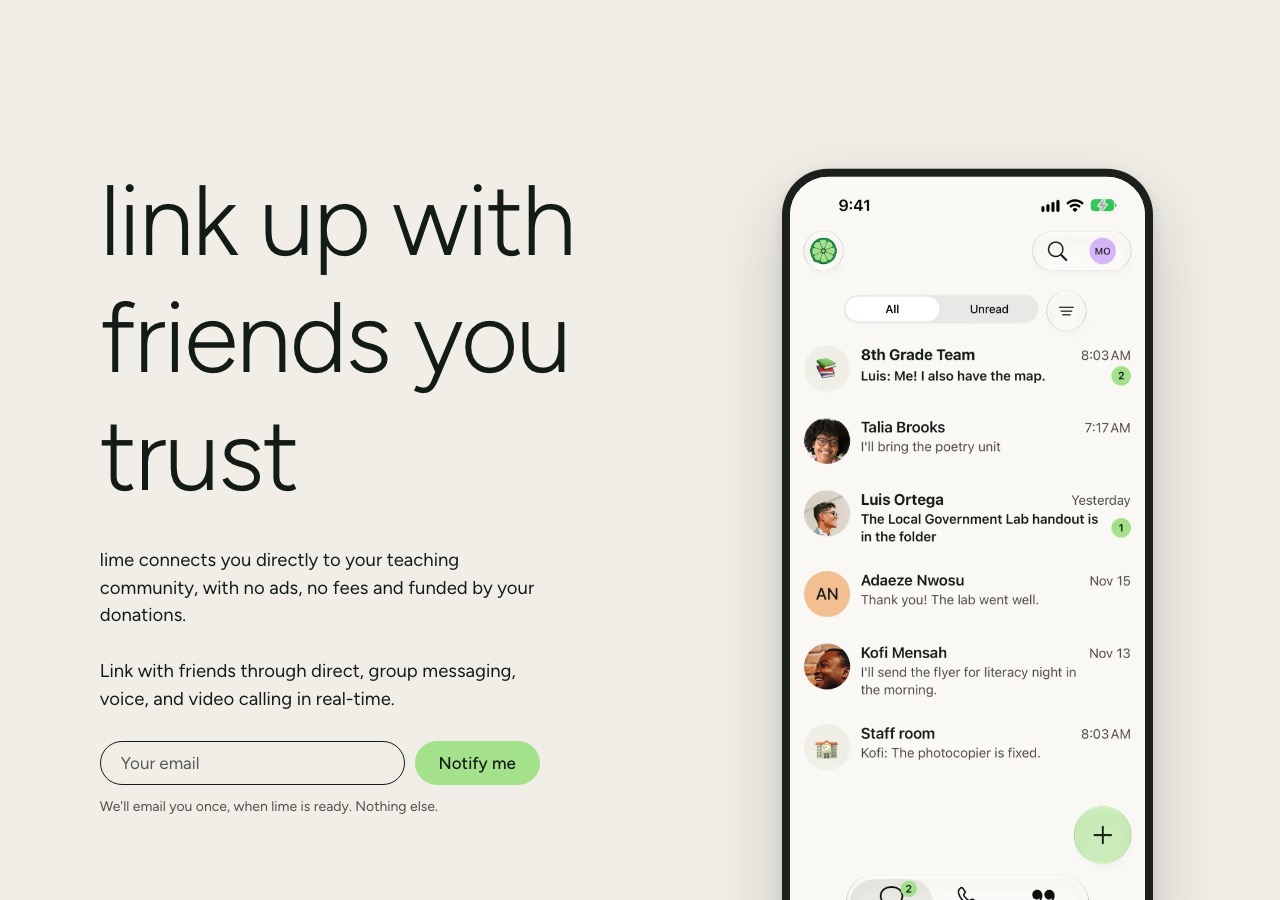 link up with
friends you
trust
lime connects you directly to your teaching
community, with no ads, no fees and funded by your
donations.
Link with friends through direct, group messaging,
voice, and video calling in real-time.
Your email
Notify me
We'll email you once, when lime is ready. Nothing else.
9:41
MO
All
Unread
8th Grade Team
8:03 AM
Luis: Me! I also have the map.
2
Talia Brooks
7:17 AM
I'll bring the poetry unit
Luis Ortega
Yesterday
The Local Government Lab handout is
in the folder
1
AN
Adaeze Nwosu
Nov 15
Thank you! The lab went well.
Kofi Mensah
Nov 13
I'll send the flyer for literacy night in
the morning.
Staff room
8:03 AM
Kofi: The photocopier is fixed.
2